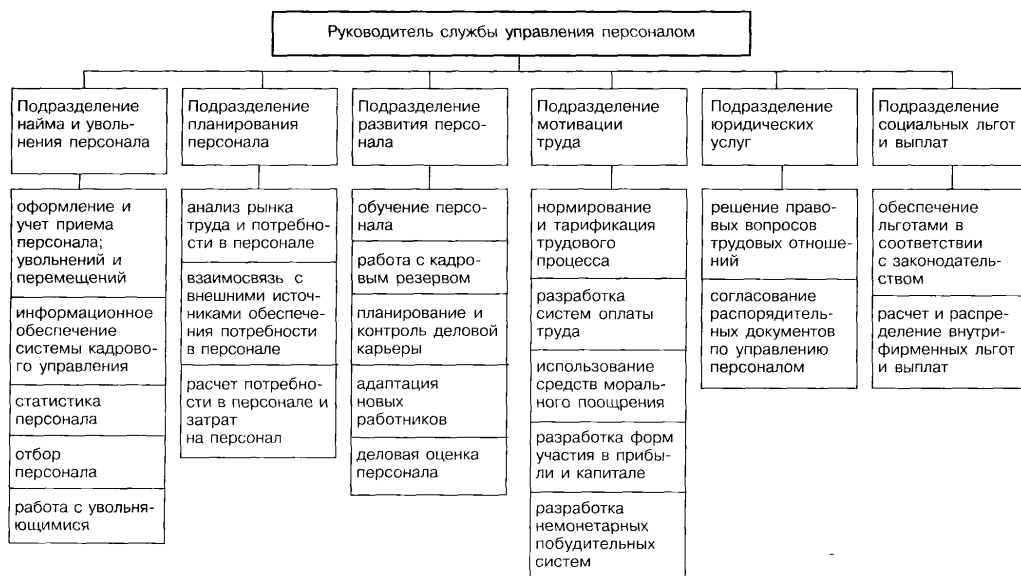 Руководитель службы управления персоналом
Подразделение
найма и уволь-
нения персонала
Подразделение
планирования
персонала
Подразделение
развития персо-
нала
Подразделение
мотивации
труда
Подразделение
юридических
услуг
Подразделение
социальных льгот
и выплат
оформление и
учет приема
персонала;
увольнений и
перемещений
информационное
обеспечение
системы кадрово-
го управления
статистика
персонала
отбор
персонала
работа с увольня-
ющимися
анализ рынка
труда и потребно-
сти в персонале
взаимосвязь с
внешними источ-
никами обеспече-
ния потребности
в персонале
расчет потребно-
сти в персонале и
затрат
на персонал
обучение персо-
нала
работа с кадро-
вым резервом
планирование и
контроль деловой
карьеры
адаптация
новых
работников
деловая оценка
персонала
нормирование
и тарификация
трудового
процесса
разработка
систем оплаты
труда
использование
средств мораль-
ного поощрения
разработка форм
участия в прибы-
ли и капитале
разработка
немонетарных
побудительных
систем
решение право-
вых вопросов
трудовых отноше-
ний
согласование
распорядитель-
ных документов
по управлению
персоналом
обеспечение
льготами в
соответствии
с законодатель-
ством
расчет и распре-
деление внутри-
фирменных льгот
и выплат